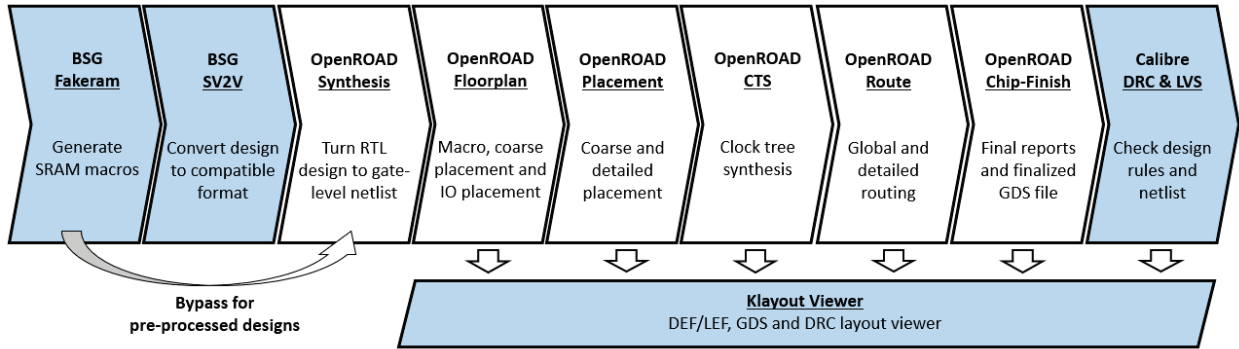 BSG
Fakeram
Generate
SRAM macros
BSG
SV2V
Convert design
to compatible
format
OpenROAD
Synthesis
Turn RTL
design to gate-
level netlist
OpenROAD
Floorplan
Macro, coarse
placement and
IO placement
OpenROAD
Placement
Coarse and
detailed
placement
OpenROAD
CTS
Clock tree
synthesis
OpenROAD
Route
Global and
detailed
routing
OpenROAD
Chip-Finish
Final reports
and finalized
GDS file
Calibre
DRC & LVS
Check design
rules and
netlist
Bypass for
pre-processed designs
Klayout Viewer
DEF/LEF, GDS and DRC layout viewer